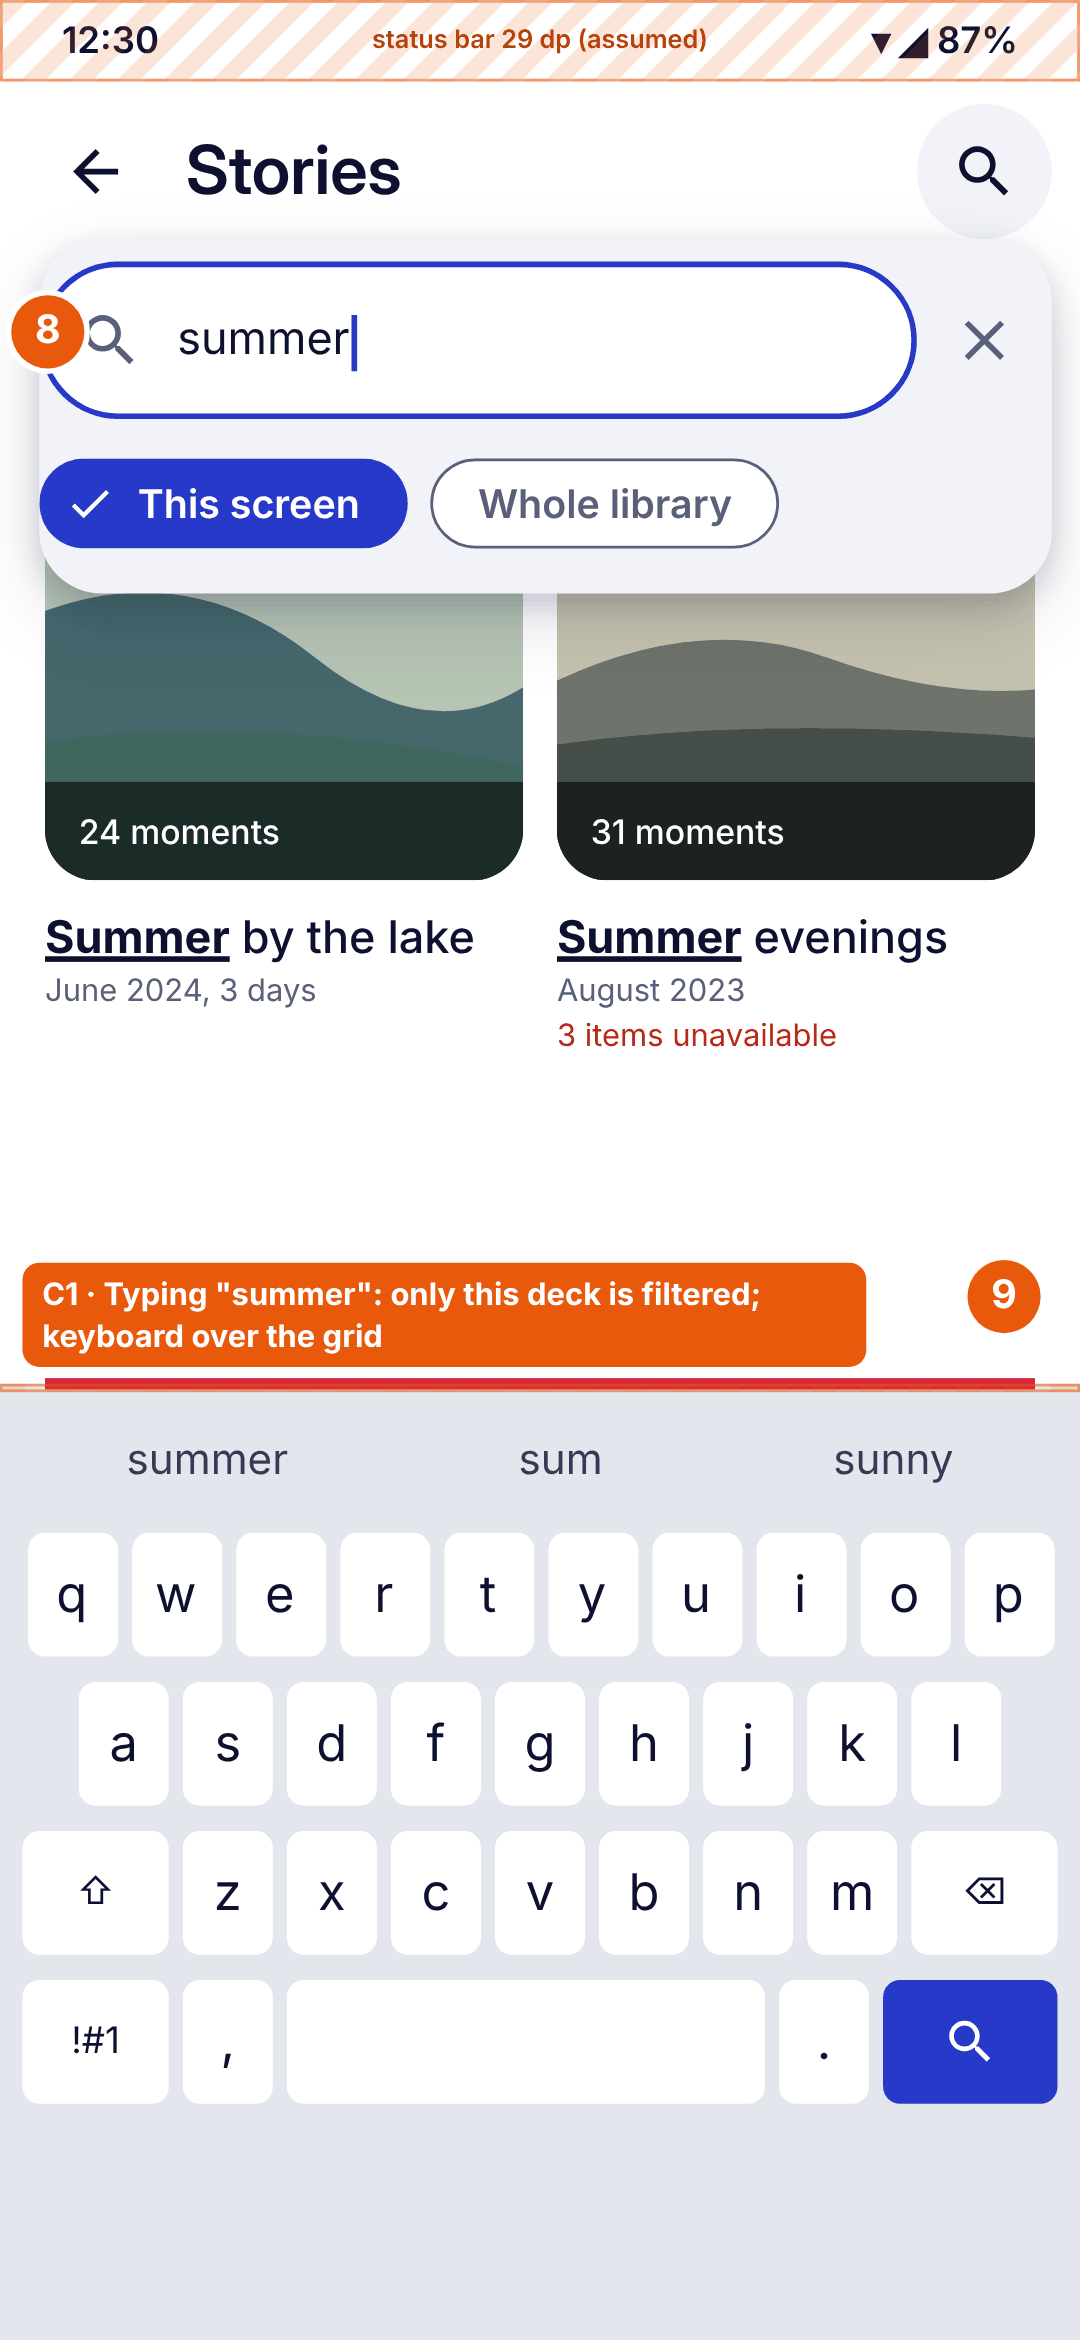 12:30 status bar 29 dp (assumed) 87%
Stories
8
summer
This screen Whole library
24 moments 31 moments
Summer by the lake Summer evenings
June 2024, 3 days August 2023
3 items unavailable
C1 · Typing "summer": only this deck is filtered;
keyboard over the grid
9
summer sum sunny
q w e r t y u i o p
a s d f g h j k l
z x c v b n m
!#1 , .